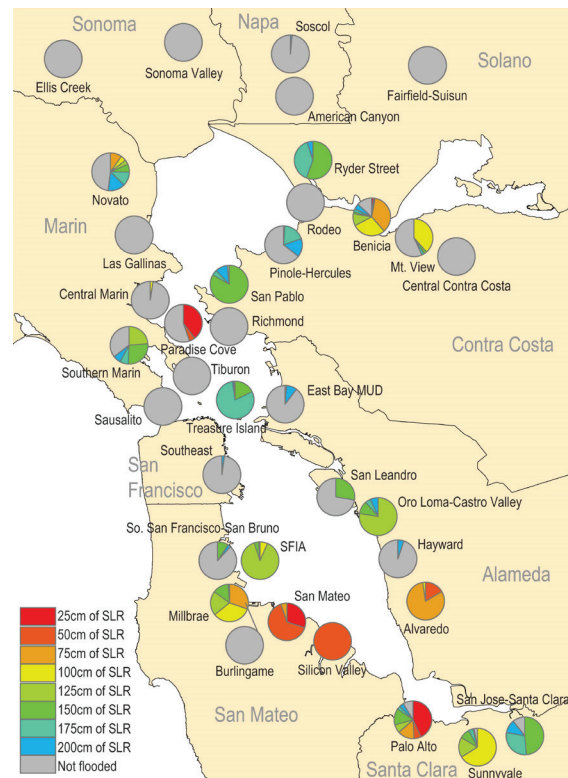 Sonoma
Napa
Soscol
Sonoma Valley
Solano
Ellis Creek
Fairfield-Suisun
American Canyon
Ryder Street
Novato
Marin
Rodeo
Benicia
Las Gallinas
Pinole-Hercules
Mt. View
Central Contra Costa
Central Marin
San Pablo
Richmond
Paradise Cove
Contra Costa
Southern Marin
Tiburon
East Bay MUD
Sausalito
Treasure Island
Southeast
San
Francisco
San Leandro
Oro Loma-Castro Valley
So. San Francisco-San Bruno
SFIA
Hayward
Alameda
Millbrae
San Mateo
Alvaredo
Burlingame
Silicon Valley
25cm of SLR
50cm of SLR
75cm of SLR
100cm of SLR
125cm of SLR
150cm of SLR
175cm of SLR
200cm of SLR
Not flooded
San Mateo
San Jose-Santa Clara
Palo Alto
Santa Clara
Sunnyvale